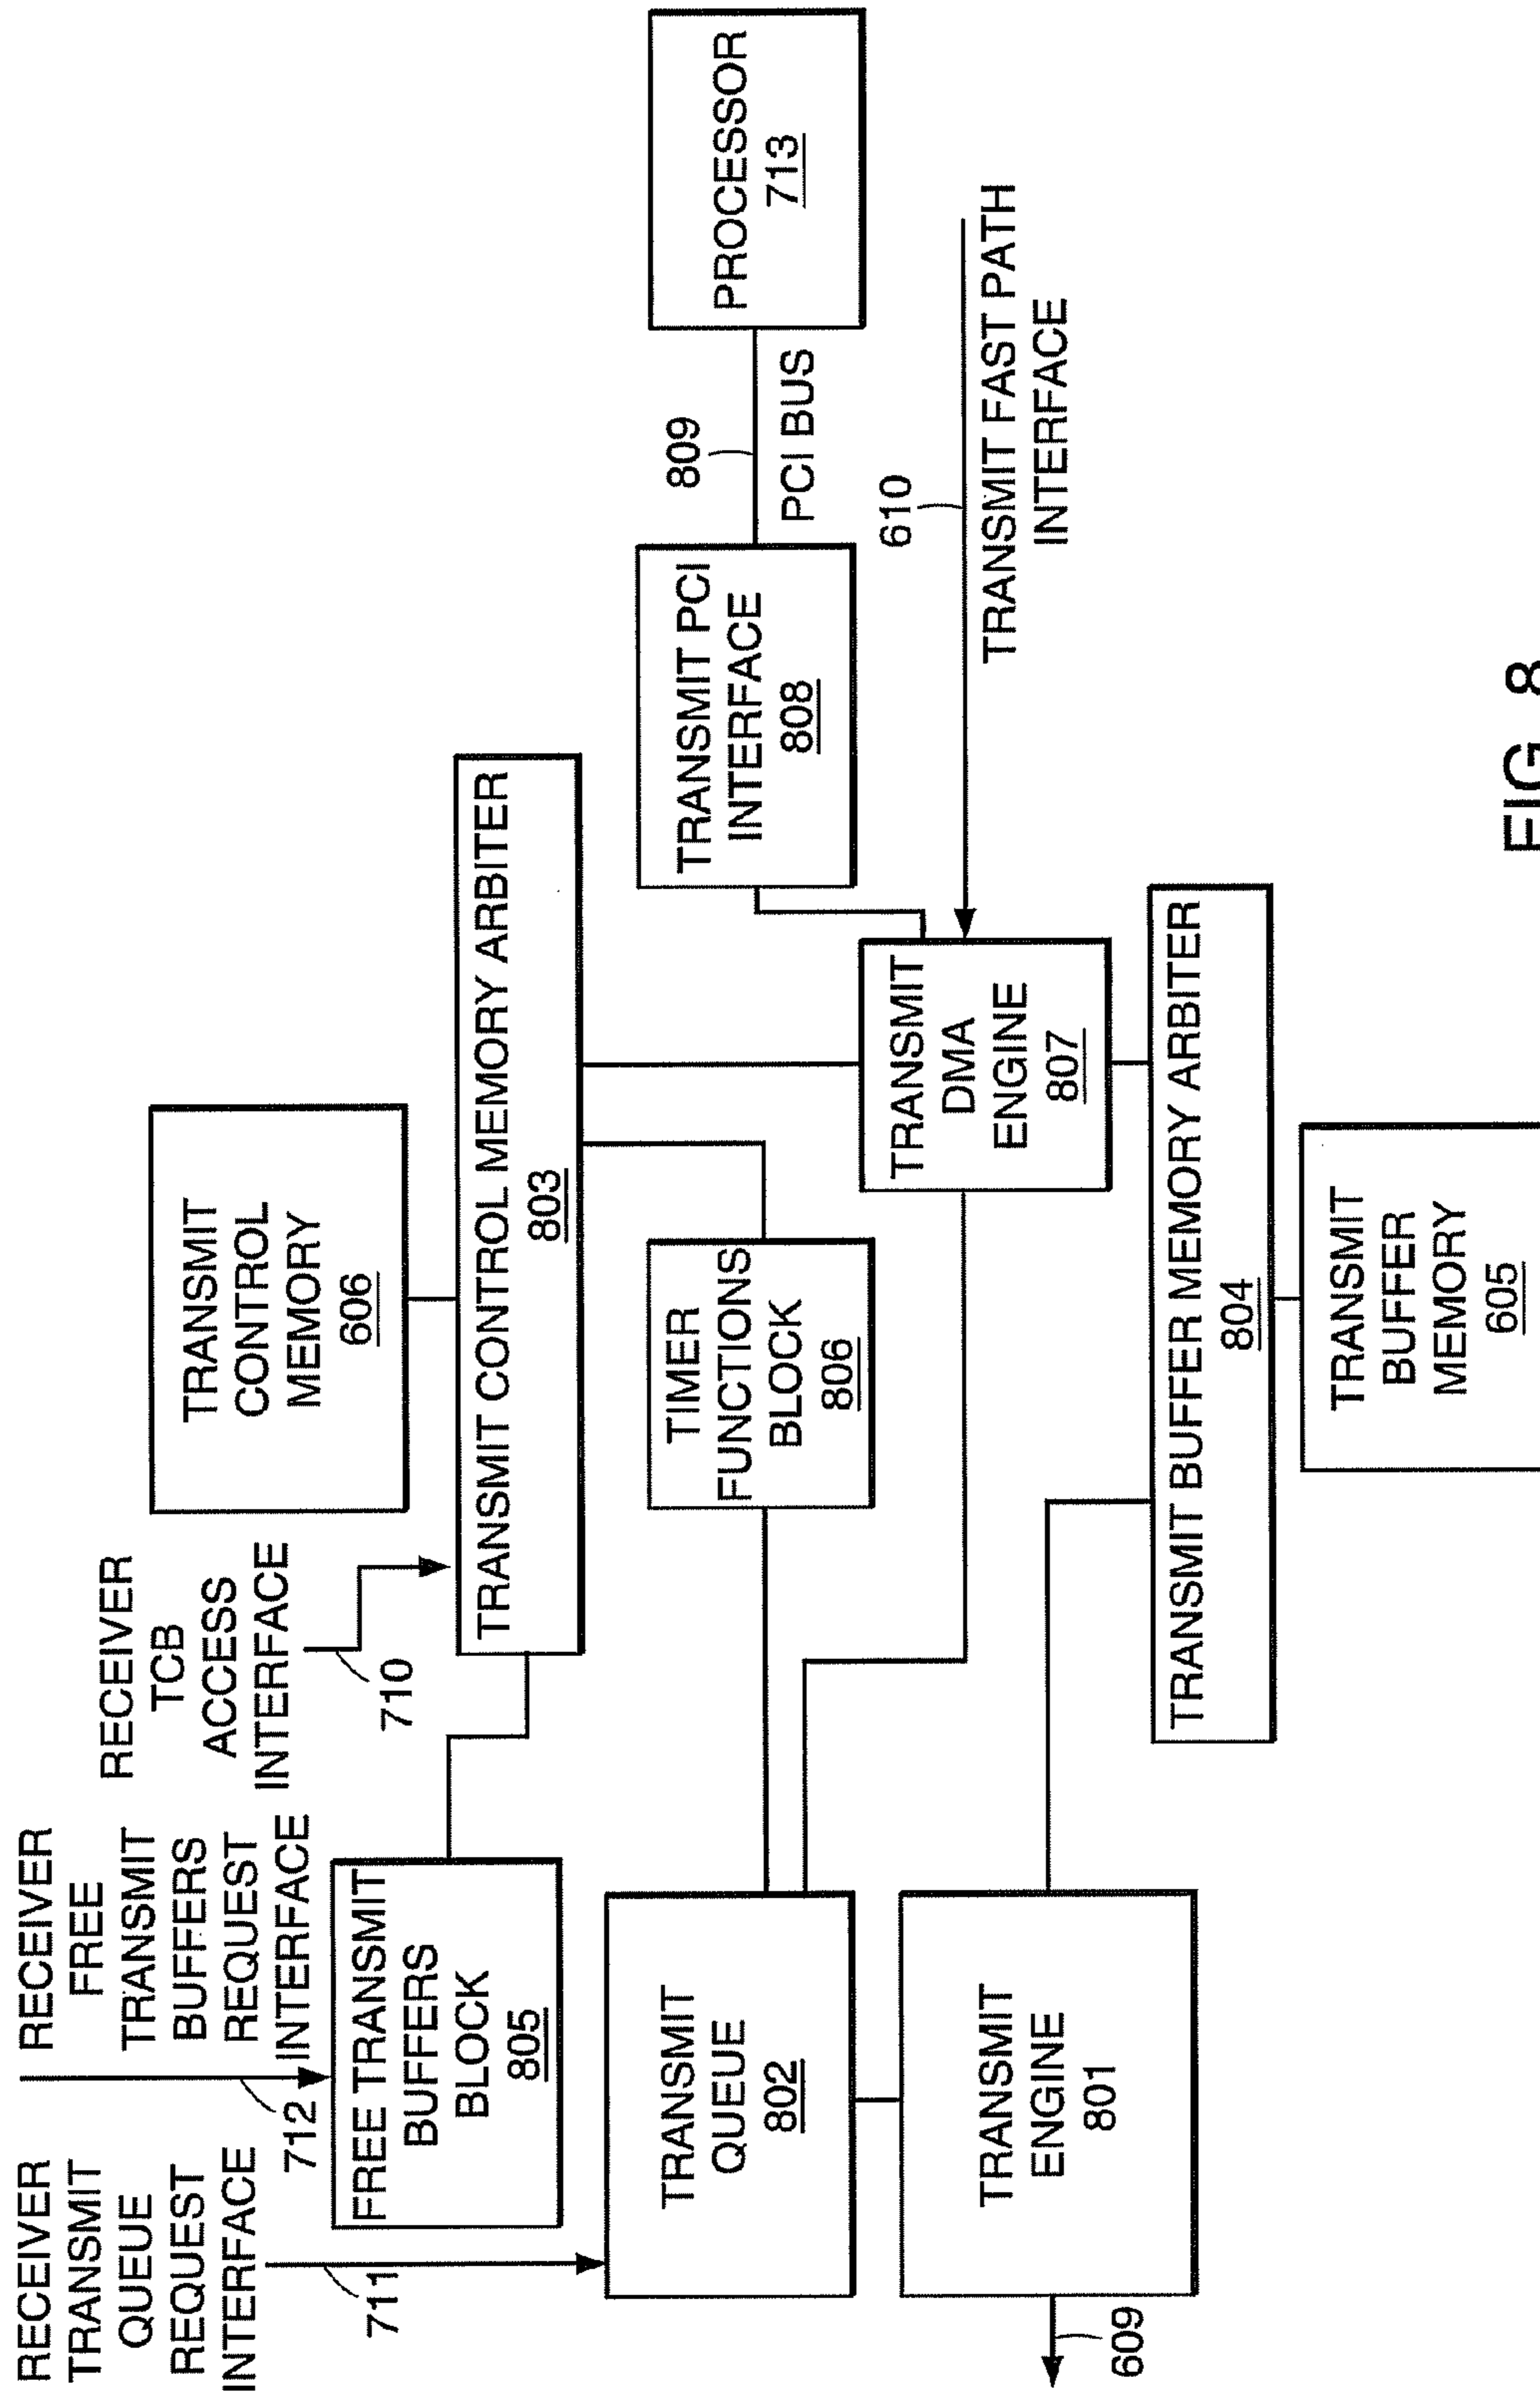 RECEIVER
TRANSMIT
QUEUE
REQUEST
INTERFACE
711
RECEIVER
FREE
TRANSMIT
BUFFERS
REQUEST
INTERFACE
712
RECEIVER
TCB
ACCESS
INTERFACE
710
TRANSMIT
CONTROL
MEMORY
606
FREE TRANSMIT
BUFFERS
BLOCK
805
TRANSMIT CONTROL MEMORY ARBITER
803
TRANSMIT
QUEUE
802
TIMER
FUNCTIONS
BLOCK
806
TRANSMIT PCI
INTERFACE
808
809
PCI BUS
PROCESSOR
713
TRANSMIT
DMA
ENGINE
807
610
TRANSMIT FAST PATH
INTERFACE
TRANSMIT
ENGINE
801
609
TRANSMIT BUFFER MEMORY ARBITER
804
TRANSMIT
BUFFER
MEMORY
605
FIG. 8